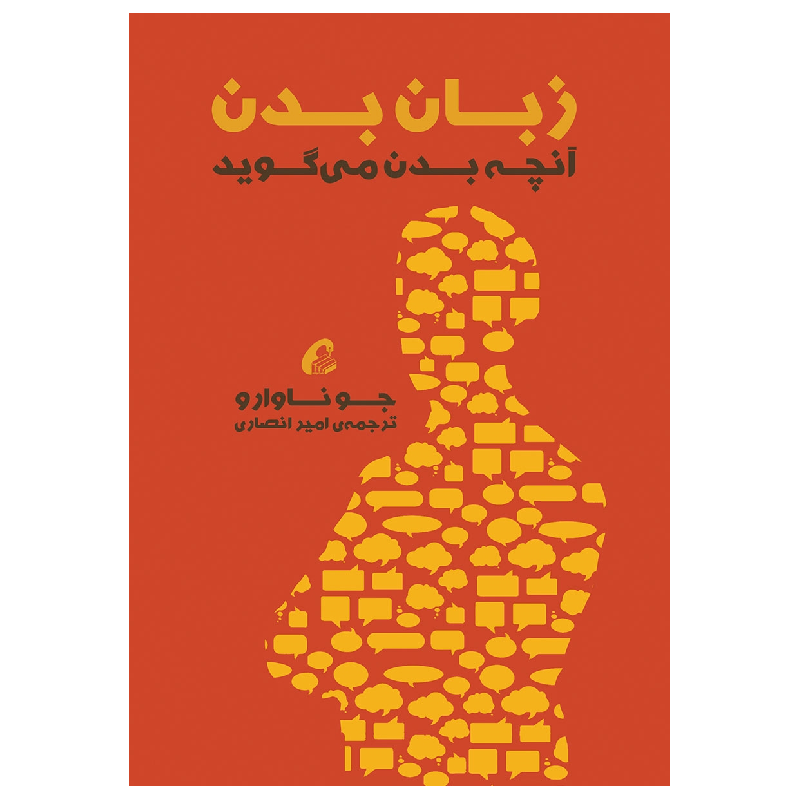 زبان بدن
آنچه بدن می‌گوید
جو ناوارو
ترجمه‌ی امیر انصاری